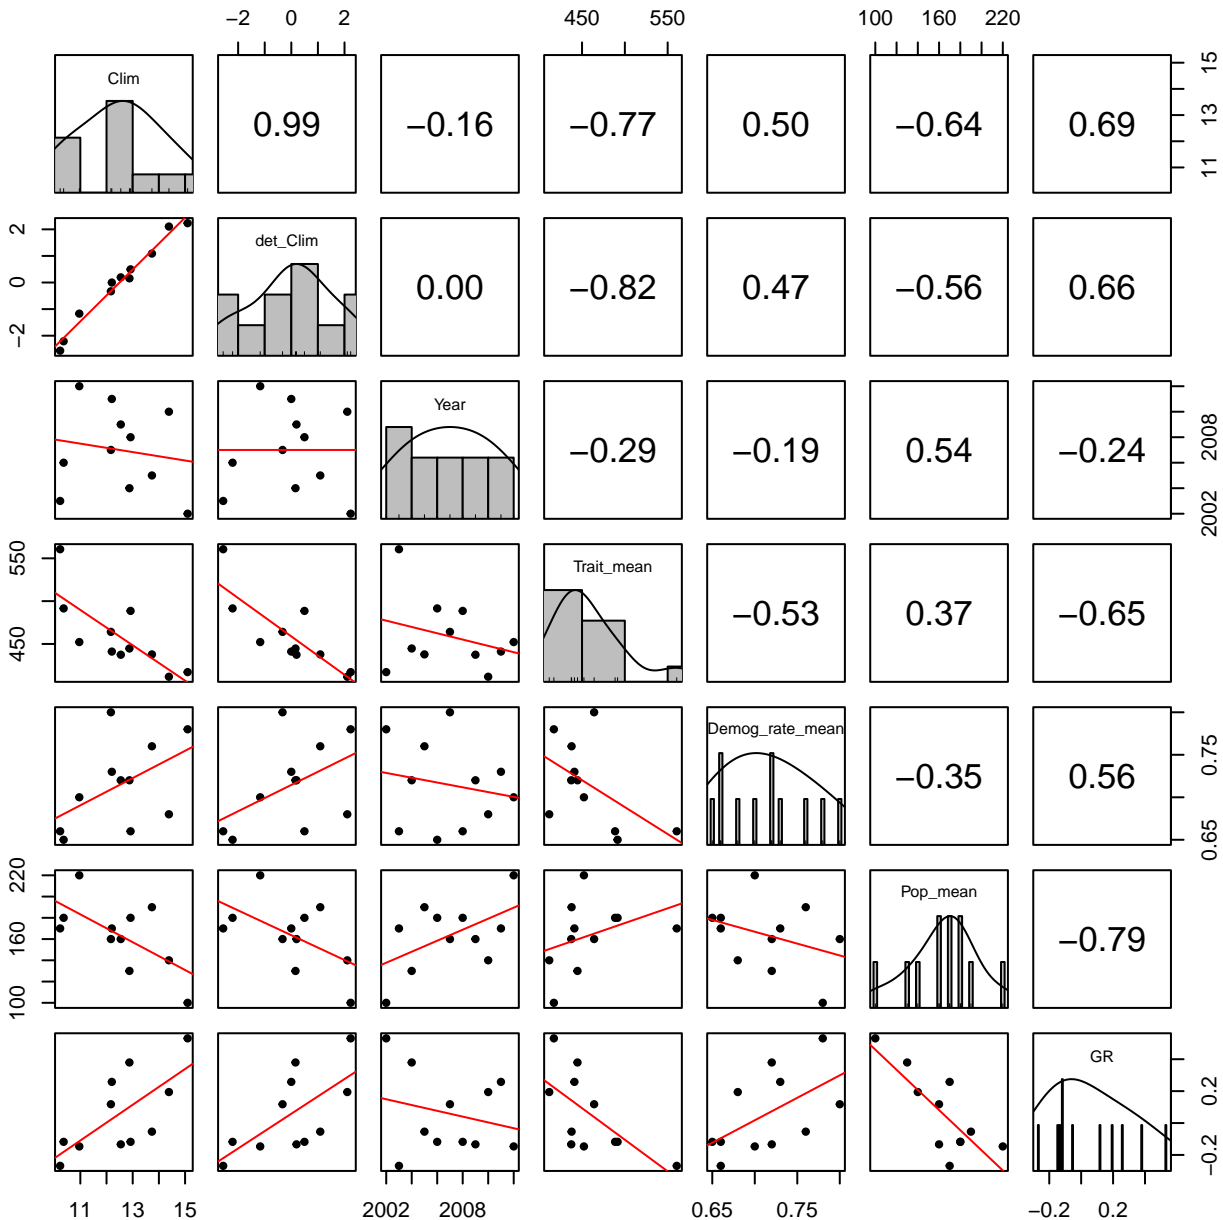 −2 0 2 450 550 100 160 220
Clim 0.99 −0.16 −0.77 0.50 −0.64 0.69 11 13 15
−2 0 2 det_Clim 0.00 −0.82 0.47 −0.56 0.66
Year −0.29 −0.19 0.54 −0.24 2002 2008
450 550 Trait_mean −0.53 0.37 −0.65
Demog_rate_mean −0.35 0.56 0.65 0.75
100 160 220 Pop_mean −0.79
GR −0.2 0.2
11 13 15 2002 2008 0.65 0.75 −0.2 0.2